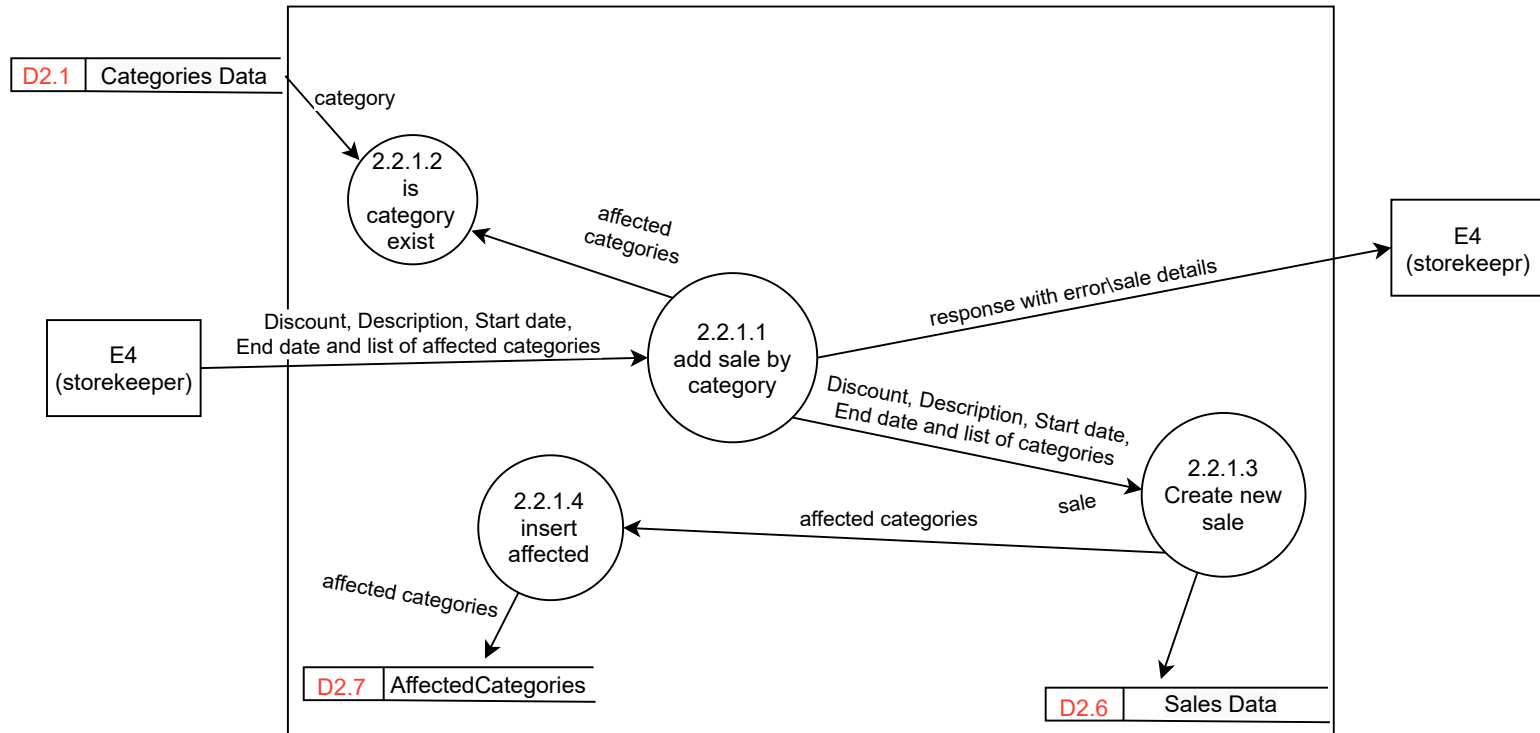 D2.1
Categories Data
category
2.2.1.2
is
category
exist
affected
categories
E4
(storekeepr)
response with error\sale details
Discount, Description, Start date,
End date and list of affected categories
E4
(storekeeper)
2.2.1.1
add sale by
category
Discount, Description, Start date,
End date and list of categories
2.2.1.3
Create new
sale
sale
affected categories
2.2.1.4
insert
affected
affected categories
D2.7
AffectedCategories
D2.6
Sales Data